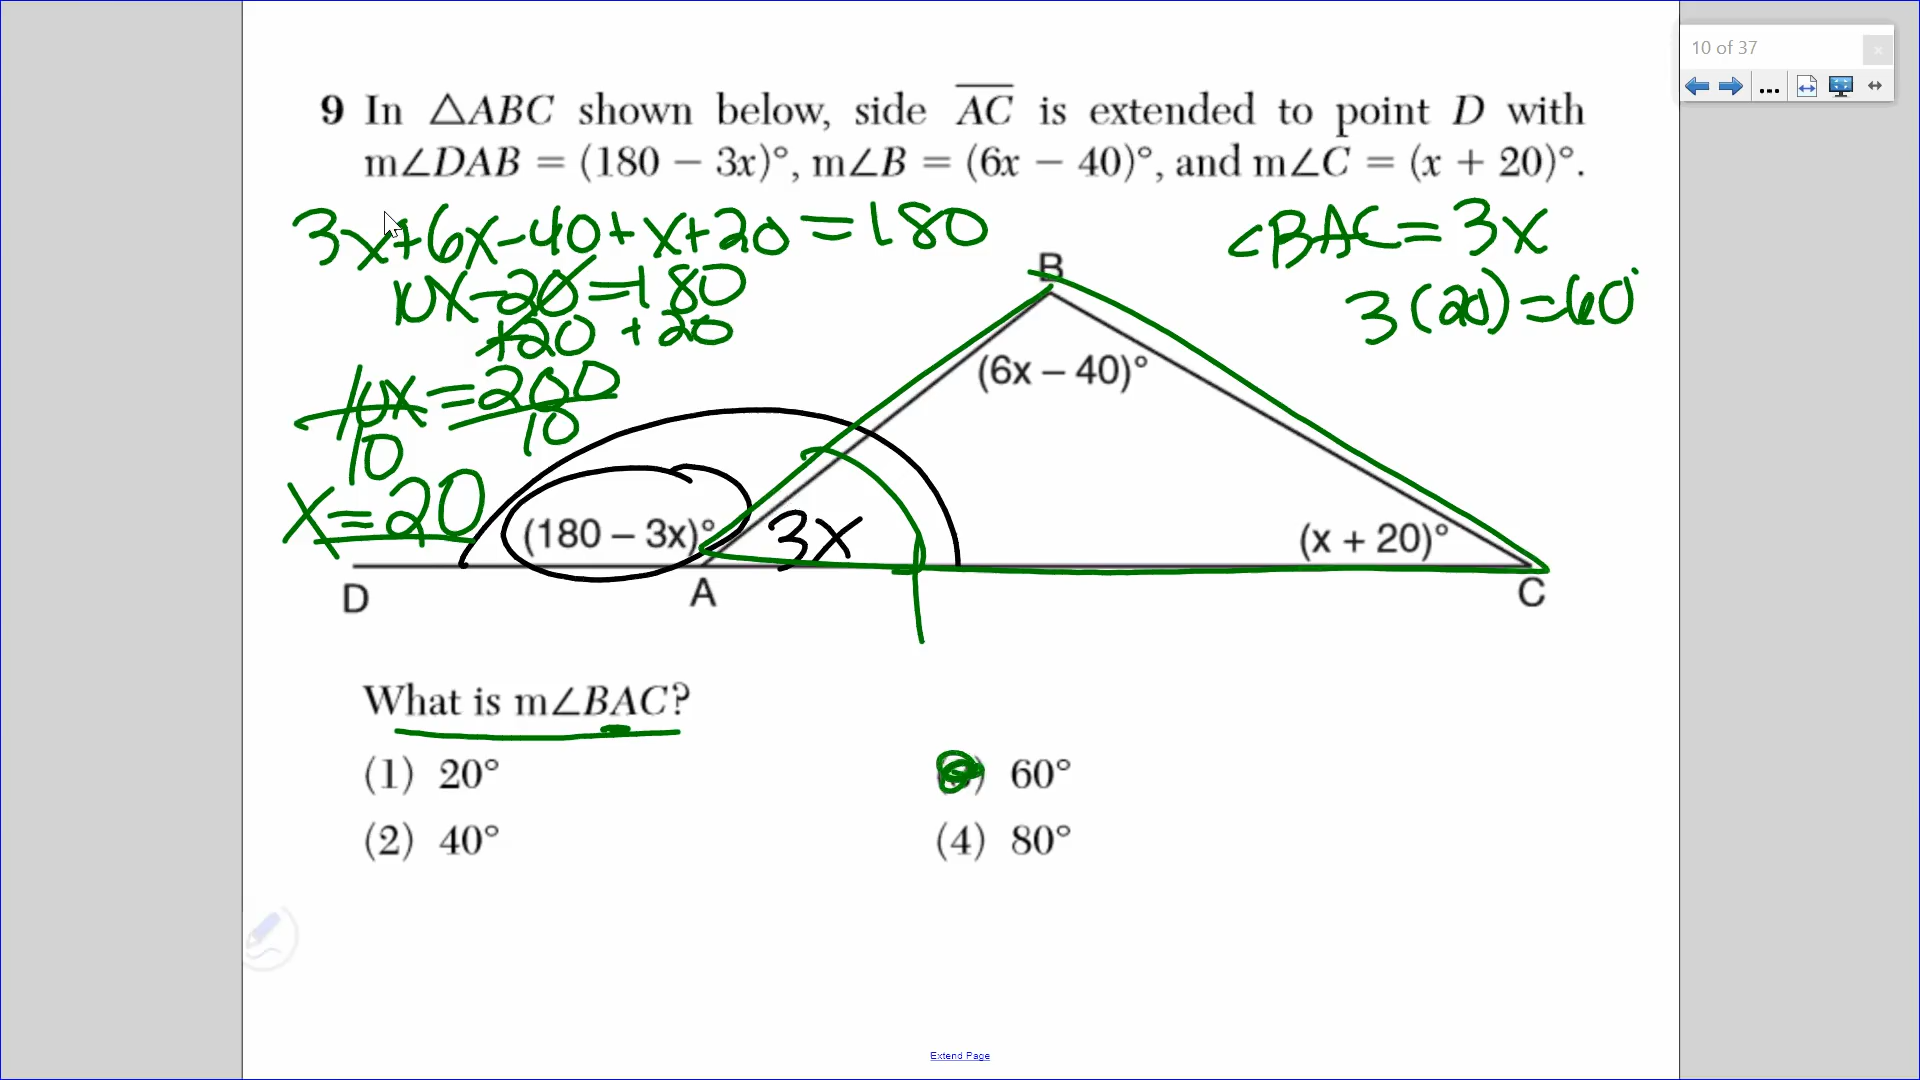 10 of 37
9 In △ABC shown below, side A͞C͞ is extended to point D with
m∠DAB = (180 – 3x)°, m∠B = (6x – 40)°, and m∠C = (x + 20)°.
3x+6x-40+x+20=180
<BAC=3x
10x-20=180
3(20)=60°
+20 +20
10x=200
10 10
x=20
B
(6x – 40)°
(180 – 3x)°
3x
(x + 20)°
D
A
C
What is m∠BAC?
(1) 20°
) 60°
(2) 40°
(4) 80°
Extend Page